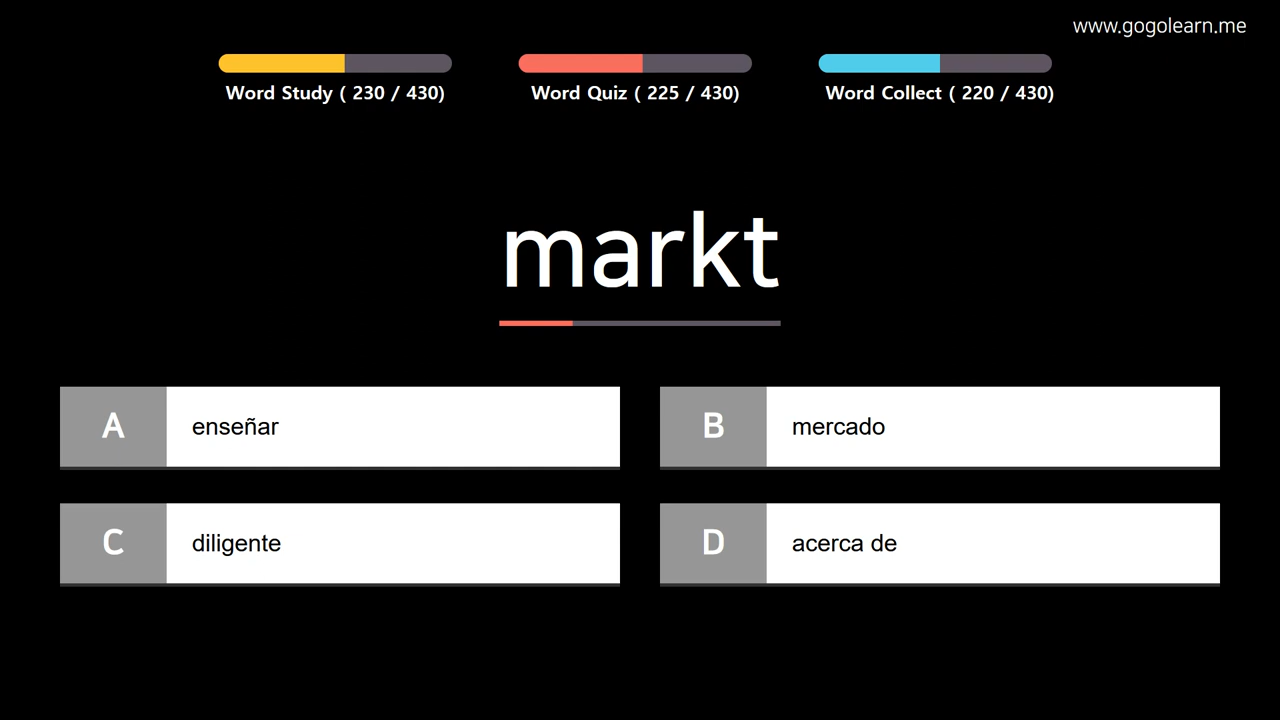 www.gogolearn.me
Word Study ( 230 / 430)
Word Quiz ( 225 / 430)
Word Collect ( 220 / 430)
markt
A enseñar
B mercado
C diligente
D acerca de